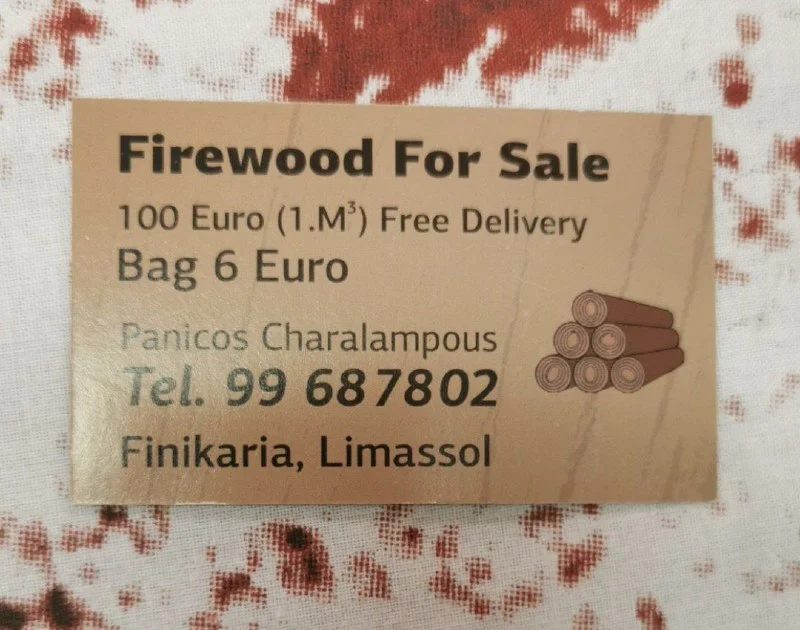 Firewood For Sale
100 Euro (1.M³) Free Delivery
Bag 6 Euro
Panicos Charalampous
Tel. 99 687802
Finikaria, Limassol